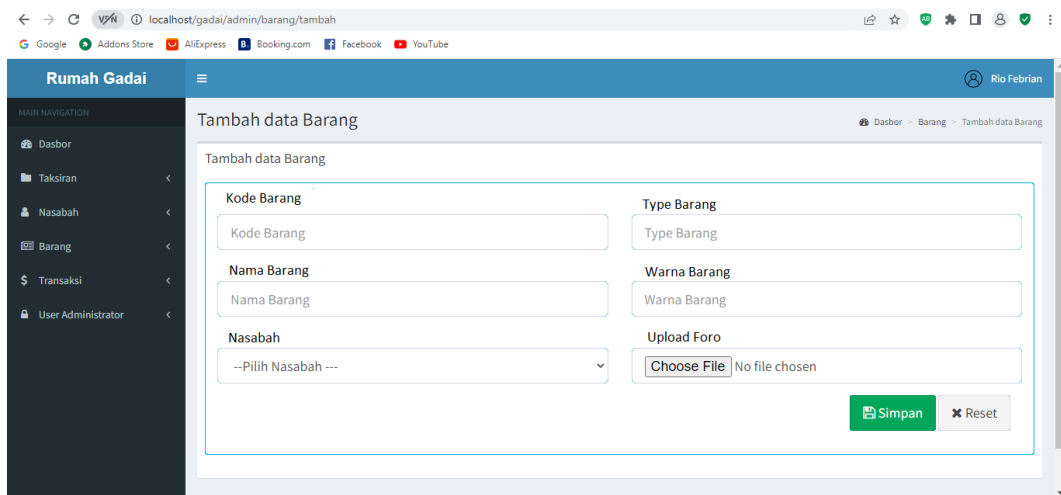 VPN localhost/gadai/admin/barang/tambah
Google Addons Store AliExpress B. Booking.com Facebook YouTube
Rumah Gadai Rio Febrian
MAIN NAVIGATION
Tambah data Barang Dasbor > Barang > Tambah data Barang
Dasbor
Tambah data Barang
Taksiran
Kode Barang Type Barang
Nasabah
Kode Barang Type Barang
Barang
Nama Barang Warna Barang
$ Transaksi
Nama Barang Warna Barang
User Administrator
Nasabah Upload Foro
--Pilih Nasabah --- Choose File No file chosen
Simpan Reset